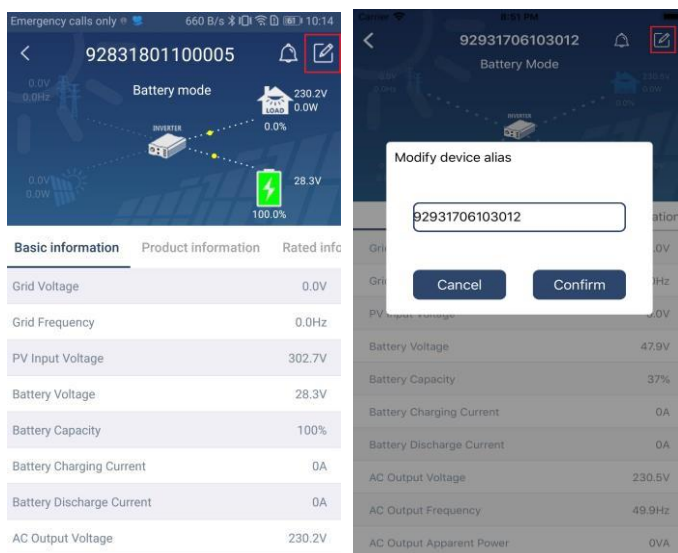 Emergency calls only 660 B/s 61 10:14
92831801100005
Battery mode
0.0V
0.0Hz
230.2V
LOAD 0.0W
INVERTER
0.0%
0.0V
0.0W
28.3V
100.0%
Basic information Product information Rated info
Grid Voltage 0.0V
Grid Frequency 0.0Hz
PV Input Voltage 302.7V
Battery Voltage 28.3V
Battery Capacity 100%
Battery Charging Current 0A
Battery Discharge Current 0A
AC Output Voltage 230.2V
Carrier 8:51 PM
92931706103012
Battery Mode
INVERTER
0.0%
Modify device alias
92931706103012
Cancel Confirm
Battery Voltage 47.9V
Battery Capacity 37%
Battery Charging Current 0A
Battery Discharge Current 0A
AC Output Voltage 230.5V
AC Output Frequency 49.9Hz
AC Output Apparent Power 0VA